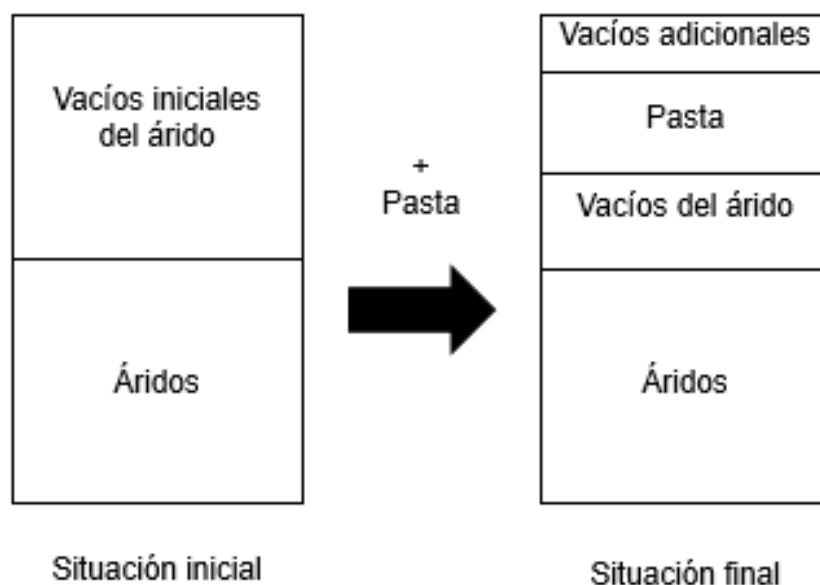 Vacíos iniciales
del árido
Áridos
Situación inicial
+
Pasta
Vacíos adicionales
Pasta
Vacíos del árido
Áridos
Situación final